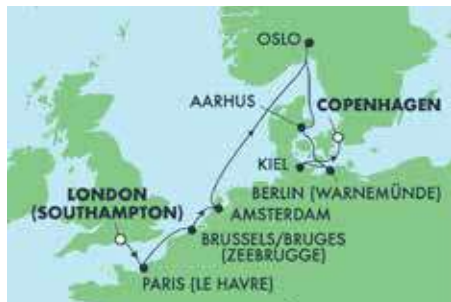 OSLO
AARHUS
COPENHAGEN
KIEL
BERLIN (WARNEMÜNDE)
LONDON
(SOUTHAMPTON)
AMSTERDAM
BRUSSELS/BRUGES
(ZEEBRUGGE)
PARIS (LE HAVRE)